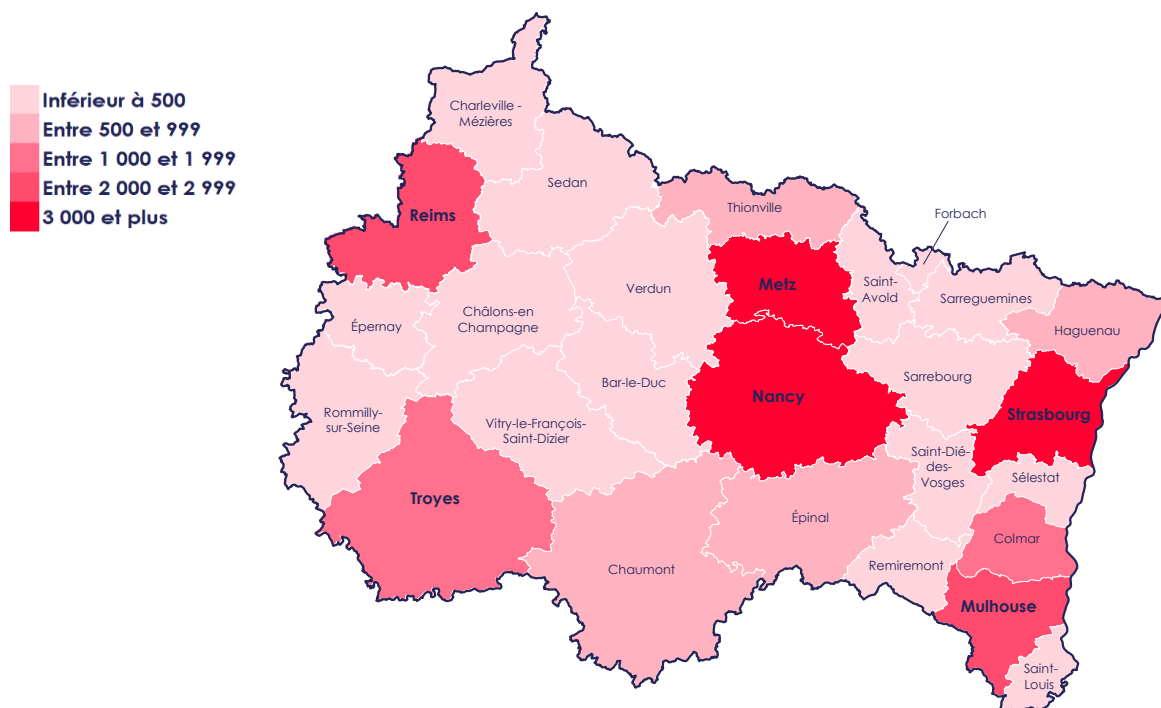 Inférieur à 500
Entre 500 et 999
Entre 1 000 et 1 999
Entre 2 000 et 2 999
3 000 et plus
Charleville -
Mézières
Sedan
Reims
Thionville
Forbach
Metz
Saint-
Avold
Sarreguemines
Verdun
Châlons-en
Champagne
Épernay
Haguenau
Sarrebourg
Bar-le-Duc
Nancy
Strasbourg
Rommilly-
sur-Seine
Vitry-le-François-
Saint-Dizier
Saint-Dié-
des-
Vosges
Sélestat
Troyes
Épinal
Colmar
Chaumont
Remiremont
Mulhouse
Saint-
Louis